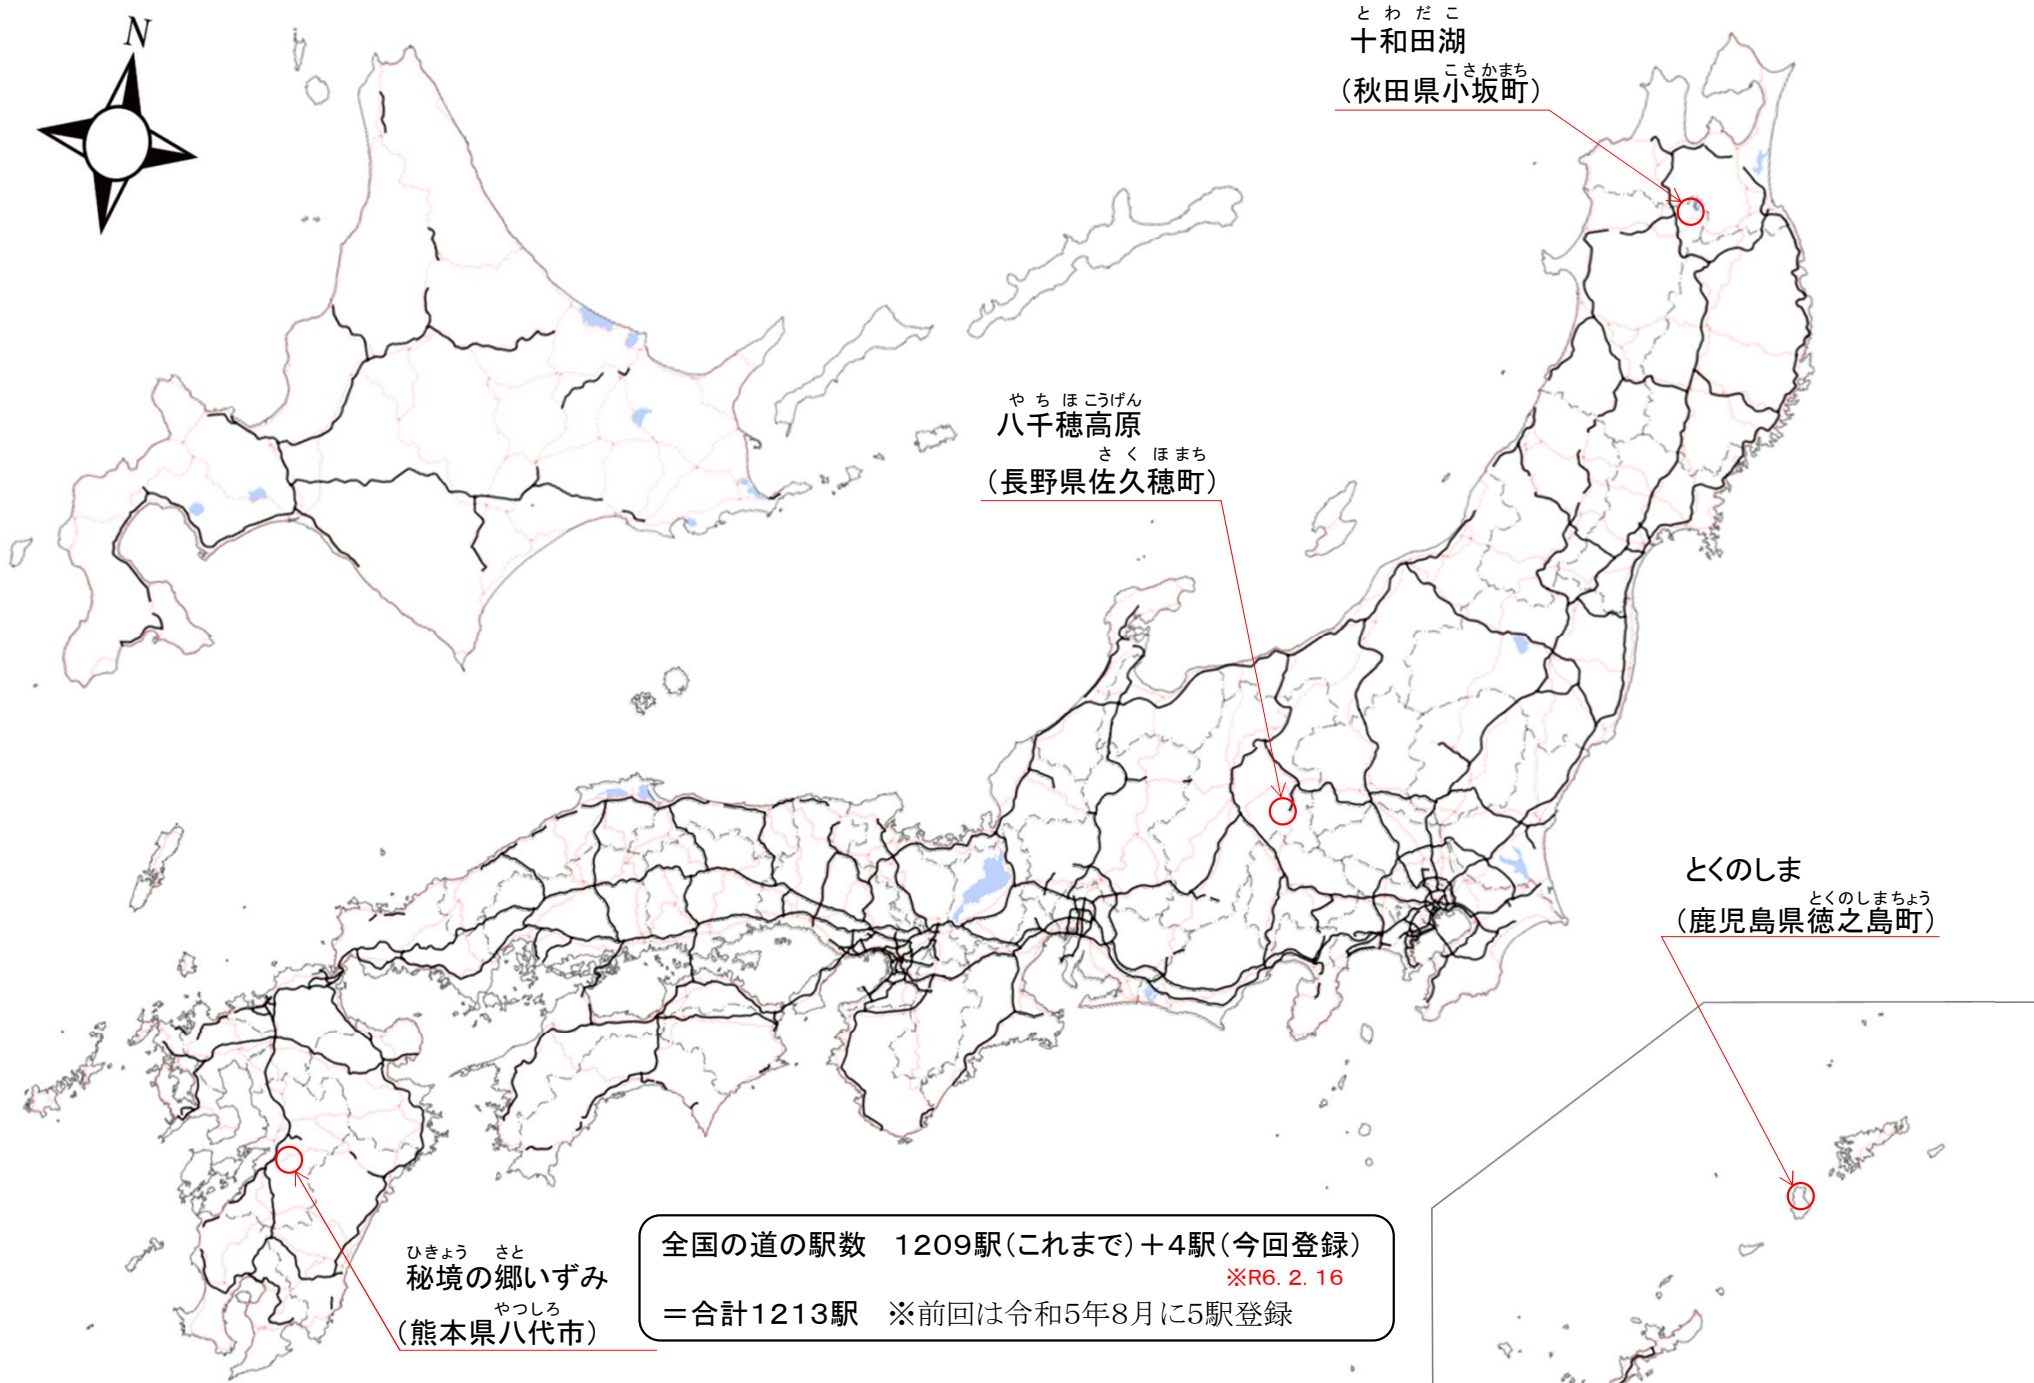 N
とわだこ
十和田湖
こさかまち
（秋田県小坂町）
やちほこうげん
八千穂高原
さくほまち
（長野県佐久穂町）
とくのしま
とくのしまちょう
（鹿児島県徳之島町）
ひきょう さと
秘境の郷いずみ
やつしろ
（熊本県八代市）
全国の道の駅数 1209駅（これまで）＋4駅（今回登録）
※R6. 2. 16
＝合計1213駅 ※前回は令和5年8月に5駅登録